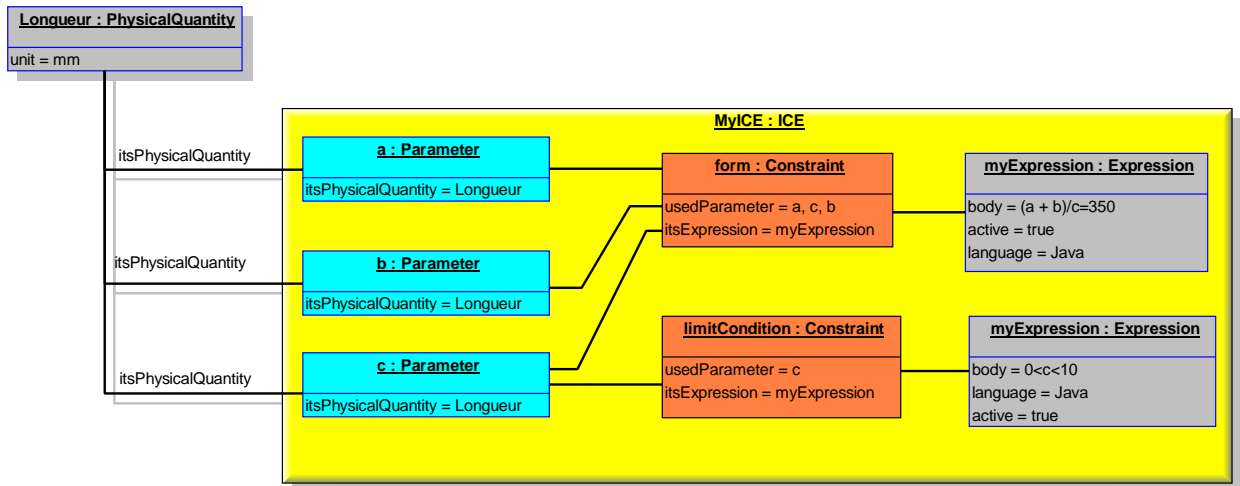 Longueur : PhysicalQuantity
unit = mm
MyICE : ICE
itsPhysicalQuantity
a : Parameter
itsPhysicalQuantity = Longueur
form : Constraint
usedParameter = a, c, b
itsExpression = myExpression
myExpression : Expression
body = (a + b)/c=350
active = true
language = Java
itsPhysicalQuantity
b : Parameter
itsPhysicalQuantity = Longueur
limitCondition : Constraint
usedParameter = c
itsExpression = myExpression
myExpression : Expression
body = 0<c<10
language = Java
active = true
itsPhysicalQuantity
c : Parameter
itsPhysicalQuantity = Longueur